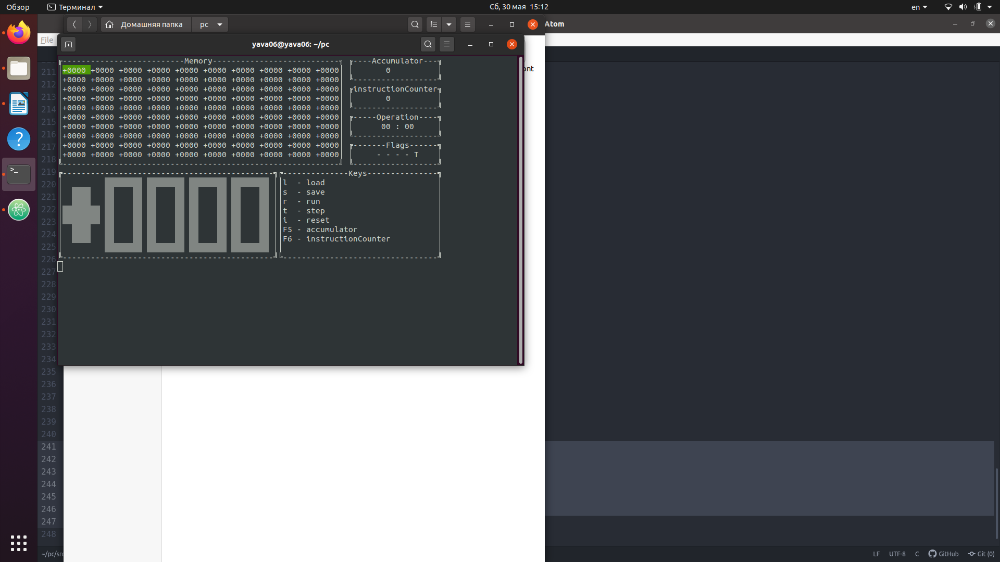 Обзор
Терминал
Сб, 30 мая 15:12
en
Домашняя папка
pc
Atom
File
yava06@yava06: ~/pc
Memory
+0000 +0000 +0000 +0000 +0000 +0000 +0000 +0000 +0000 +0000
+0000 +0000 +0000 +0000 +0000 +0000 +0000 +0000 +0000 +0000
+0000 +0000 +0000 +0000 +0000 +0000 +0000 +0000 +0000 +0000
+0000 +0000 +0000 +0000 +0000 +0000 +0000 +0000 +0000 +0000
+0000 +0000 +0000 +0000 +0000 +0000 +0000 +0000 +0000 +0000
+0000 +0000 +0000 +0000 +0000 +0000 +0000 +0000 +0000 +0000
+0000 +0000 +0000 +0000 +0000 +0000 +0000 +0000 +0000 +0000
+0000 +0000 +0000 +0000 +0000 +0000 +0000 +0000 +0000 +0000
+0000 +0000 +0000 +0000 +0000 +0000 +0000 +0000 +0000 +0000
+0000 +0000 +0000 +0000 +0000 +0000 +0000 +0000 +0000 +0000
Accumulator
0
instructionCounter
0
Operation
00 : 00
Flags
- - - - T
+0000
Keys
l - load
s - save
r - run
t - step
i - reset
F5 - accumulator
F6 - instructionCounter
211
212
213
214
215
216
217
218
219
220
221
222
223
224
225
226
227
228
229
230
231
232
233
234
235
236
237
238
239
240
241
242
243
244
245
246
247
248
LF
UTF-8
C
GitHub
Git (0)